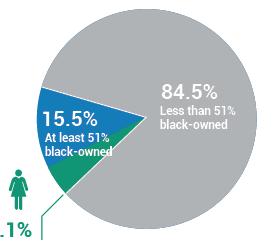 84.5%
Less than 51%
black-owned
15.5%
At least 51%
black-owned
.1%